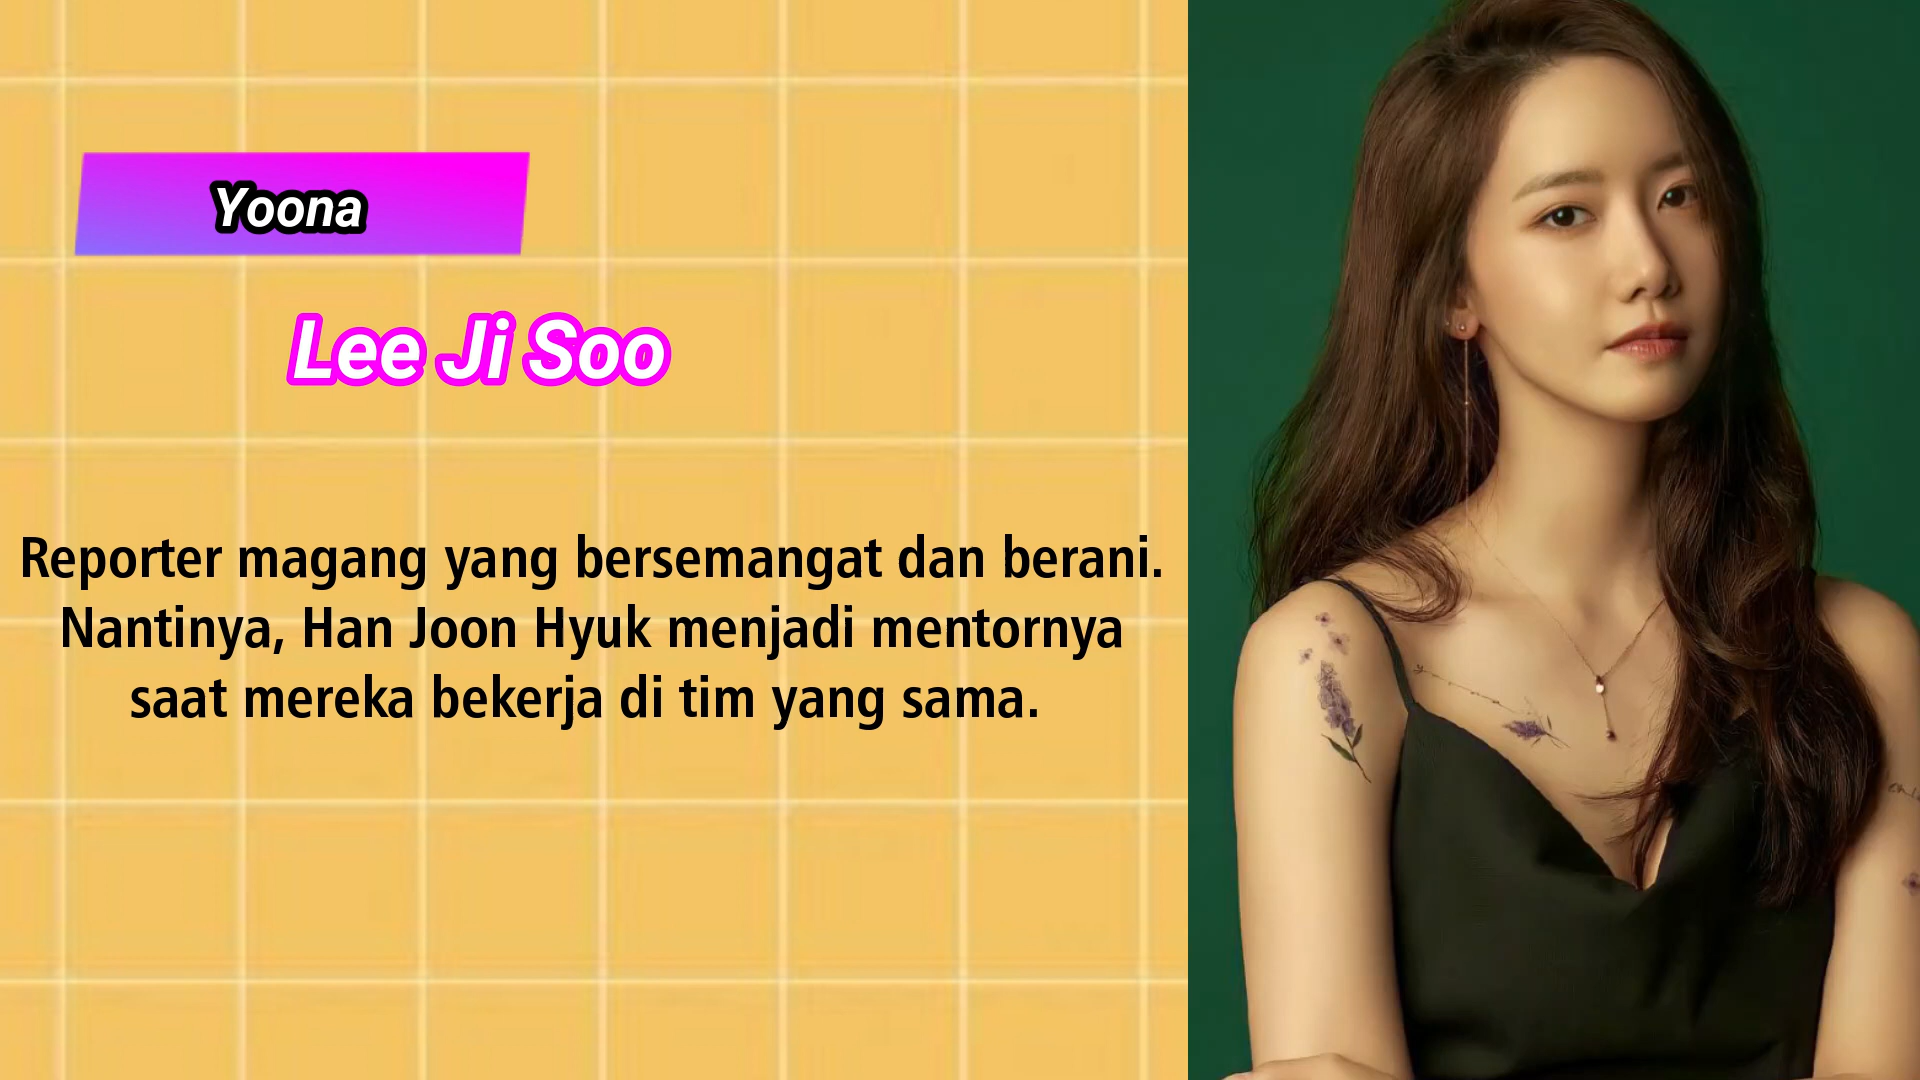 Yoona
Lee Ji Soo
Reporter magang yang bersemangat dan berani.
Nantinya, Han Joon Hyuk menjadi mentornya
saat mereka bekerja di tim yang sama.